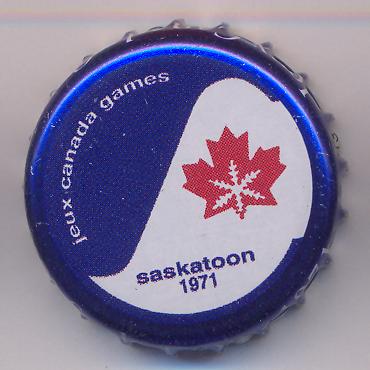 jeux canada games
saskatoon
1971